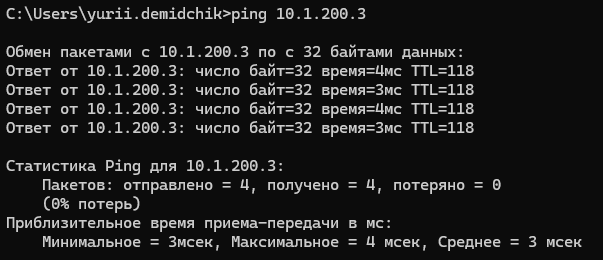 C:\Users\yurii.demidchik>ping 10.1.200.3
Обмен пакетами с 10.1.200.3 по с 32 байтами данных:
Ответ от 10.1.200.3: число байт=32 время=4мс TTL=118
Ответ от 10.1.200.3: число байт=32 время=3мс TTL=118
Ответ от 10.1.200.3: число байт=32 время=4мс TTL=118
Ответ от 10.1.200.3: число байт=32 время=3мс TTL=118
Статистика Ping для 10.1.200.3:
Пакетов: отправлено = 4, получено = 4, потеряно = 0
(0% потерь)
Приблизительное время приема-передачи в мс:
Минимальное = 3мсек, Максимальное = 4 мсек, Среднее = 3 мсек